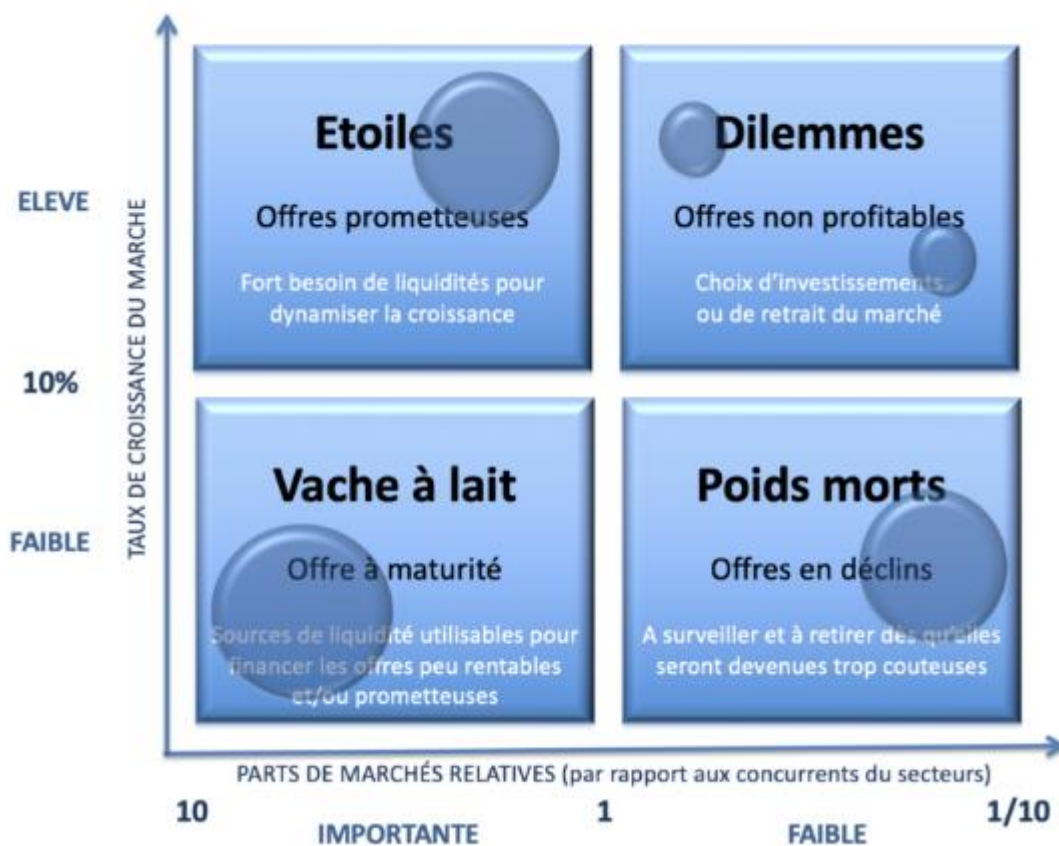 TAUX DE CROISSANCE DU MARCHE
ELEVE
10%
FAIBLE
Etoiles
Offres prometteuses
Fort besoin de liquidités pour
dynamiser la croissance
Dilemmes
Offres non profitables
Choix d'investissements
ou de retrait du marché
Vache à lait
Offre à maturité
Sources de liquidité utilisables pour
financer les offres peu rentables
et/ou prometteuses
Poids morts
Offres en déclins
A surveiller et à retirer dès qu'elles
seront devenues trop couteuses
PARTS DE MARCHÉS RELATIVES (par rapport aux concurrents du secteurs)
10
1
1/10
IMPORTANTE
FAIBLE